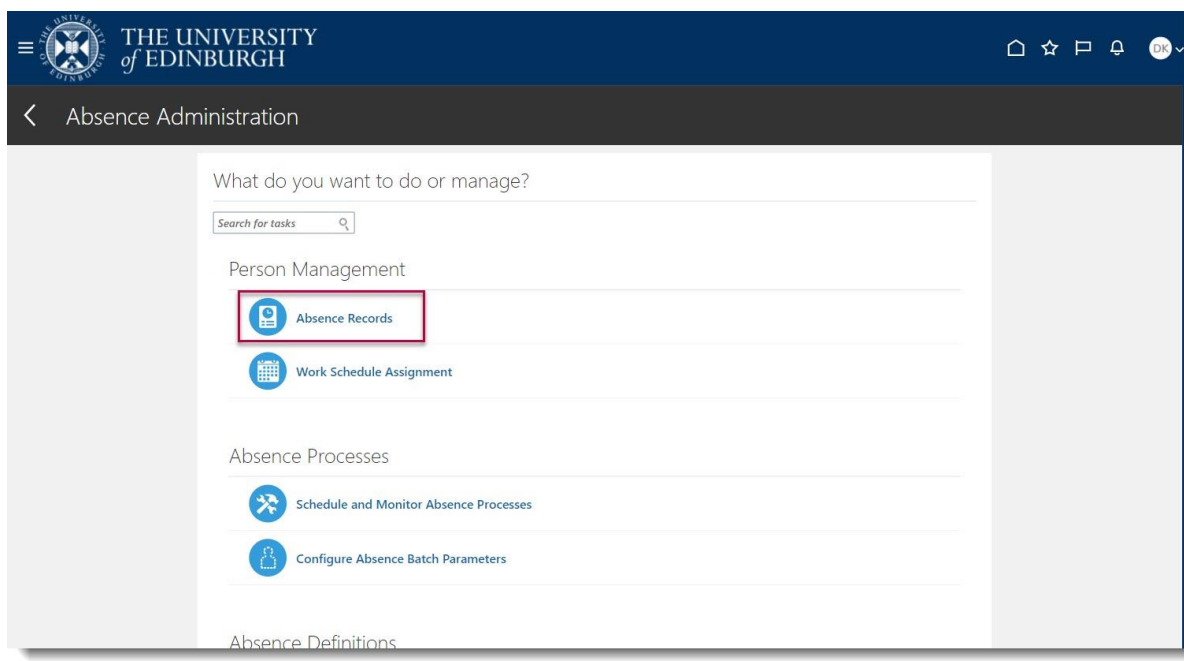 THE UNIVERSITY
of EDINBURGH
DK
Absence Administration
What do you want to do or manage?
Search for tasks
Person Management
Absence Records
Work Schedule Assignment
Absence Processes
Schedule and Monitor Absence Processes
Configure Absence Batch Parameters
Absence Definitions